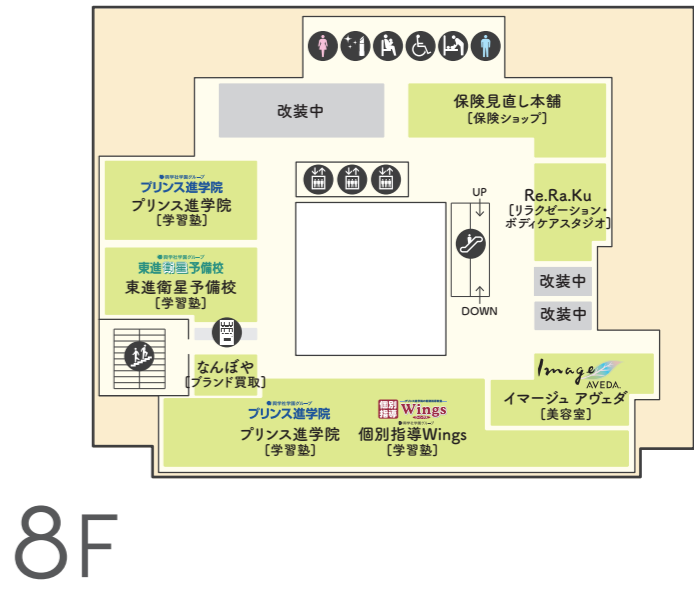 改装中
保険見直し本舗
[保険ショップ]
プリンス進学院
プリンス進学院
[学習塾]
UP
Re.Ra.Ku
[リラクゼーション・
ボディケアスタジオ]
東進衛星予備校
東進衛星予備校
[学習塾]
改装中
改装中
DOWN
なんぼや
[ブランド買取]
Image
AVEDA.
イマージュ アヴェダ
[美容室]
プリンス進学院
プリンス進学院
[学習塾]
個別
指導
Wings
個別指導Wings
[学習塾]
8F